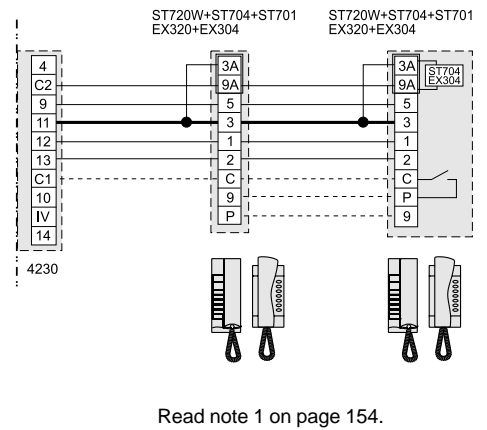 ST720W+ST704+ST701
EX320+EX304
ST720W+ST704+ST701
EX320+EX304
4
C2
9
11
12
13
C1
10
IV
14
4230
3A
9A
5
3
1
2
C
9
P
3A
9A
5
3
1
2
C
P
9
ST704
EX304
Read note 1 on page 154.